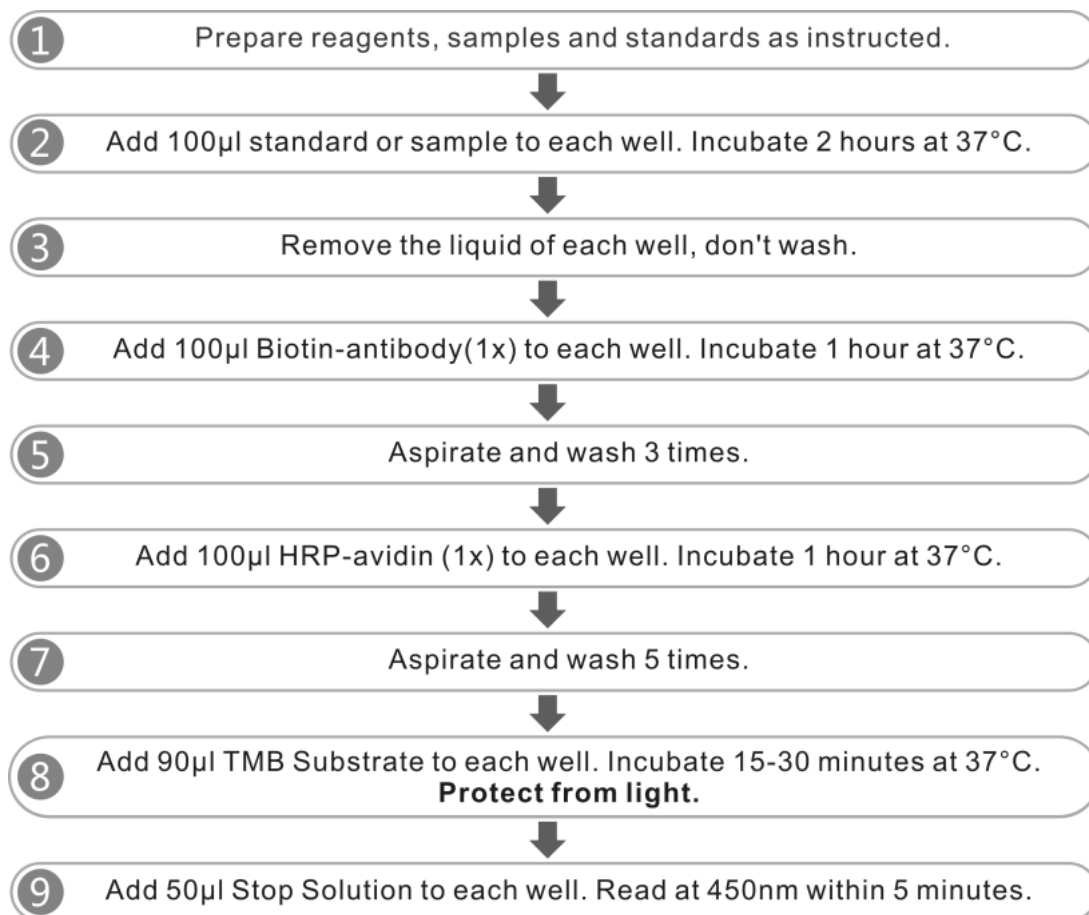 1 Prepare reagents, samples and standards as instructed.
2 Add 100μl standard or sample to each well. Incubate 2 hours at 37°C.
3 Remove the liquid of each well, don't wash.
4 Add 100μl Biotin-antibody(1x) to each well. Incubate 1 hour at 37°C.
5 Aspirate and wash 3 times.
6 Add 100μl HRP-avidin (1x) to each well. Incubate 1 hour at 37°C.
7 Aspirate and wash 5 times.
8 Add 90μl TMB Substrate to each well. Incubate 15-30 minutes at 37°C.
Protect from light.
9 Add 50μl Stop Solution to each well. Read at 450nm within 5 minutes.